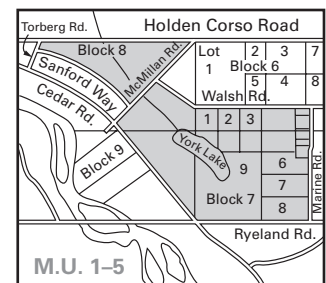 Torberg Rd.
Holden Corso Road
Block 8
McMillan Rd.
Lot 2 3 7
1 Block 6
5 4 8
Sanford Way
Walsh Rd.
Cedar Rd.
1 2 3
York Lake
Block 9
9 6
7
Block 7
8
Marine Rd.
Ryeland Rd.
M.U. 1–5